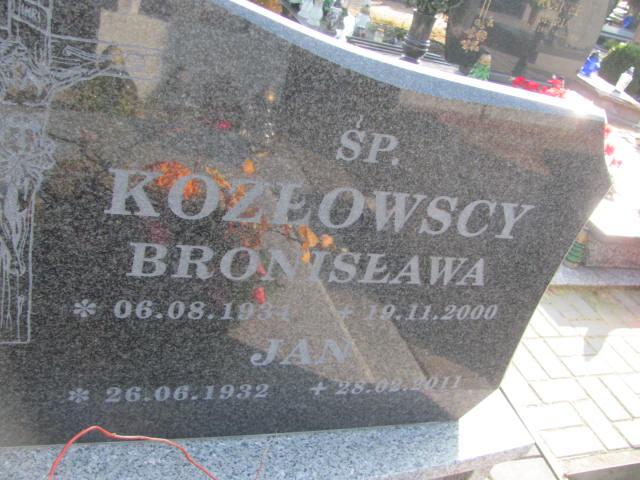 ŚP.
KOZŁOWSCY
BRONISŁAWA
* 06.08.1934 + 19.11.2000
JAN
* 26.06.1932 + 28.02.2011